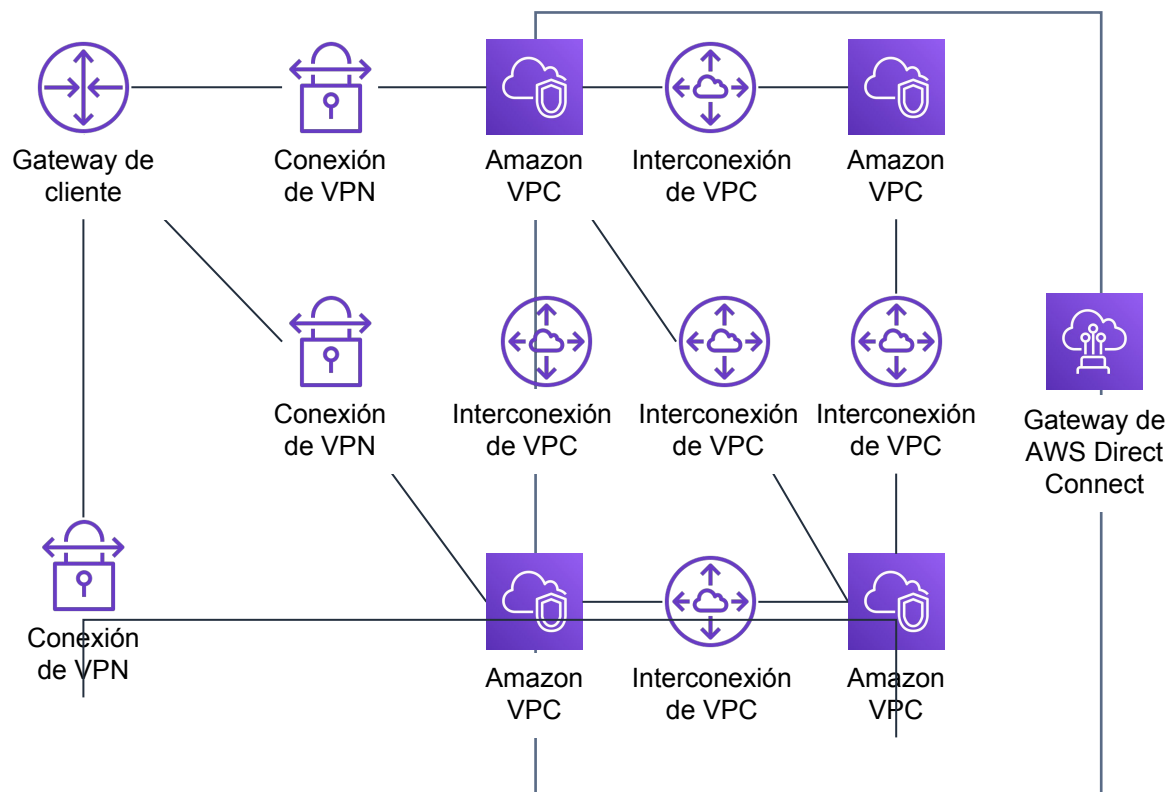 Gateway de
cliente
Conexión
de VPN
Amazon
VPC
Interconexión
de VPC
Amazon
VPC
Conexión
de VPN
Interconexión
de VPC
Interconexión
de VPC
Interconexión
de VPC
Gateway de
AWS Direct
Connect
Conexión
de VPN
Amazon
VPC
Interconexión
de VPC
Amazon
VPC